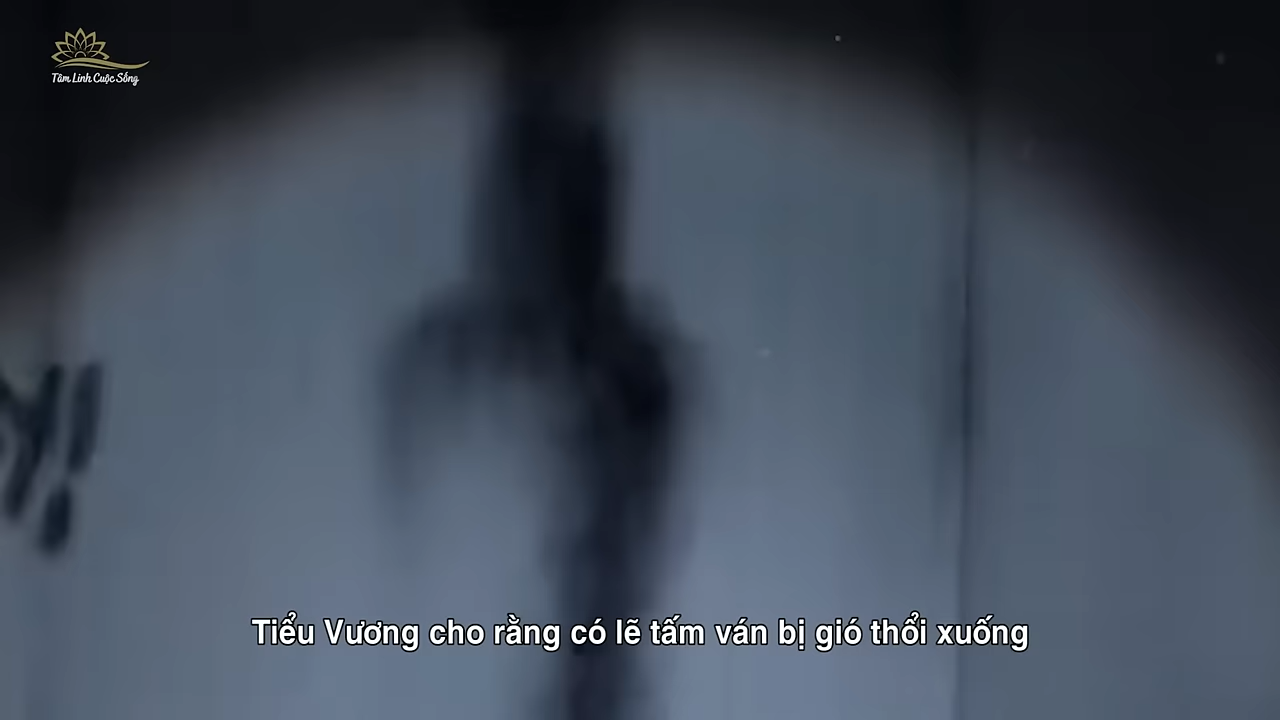 Tâm Linh Cuộc Sống
Tiểu Vương cho rằng có lẽ tấm ván bị gió thổi xuống